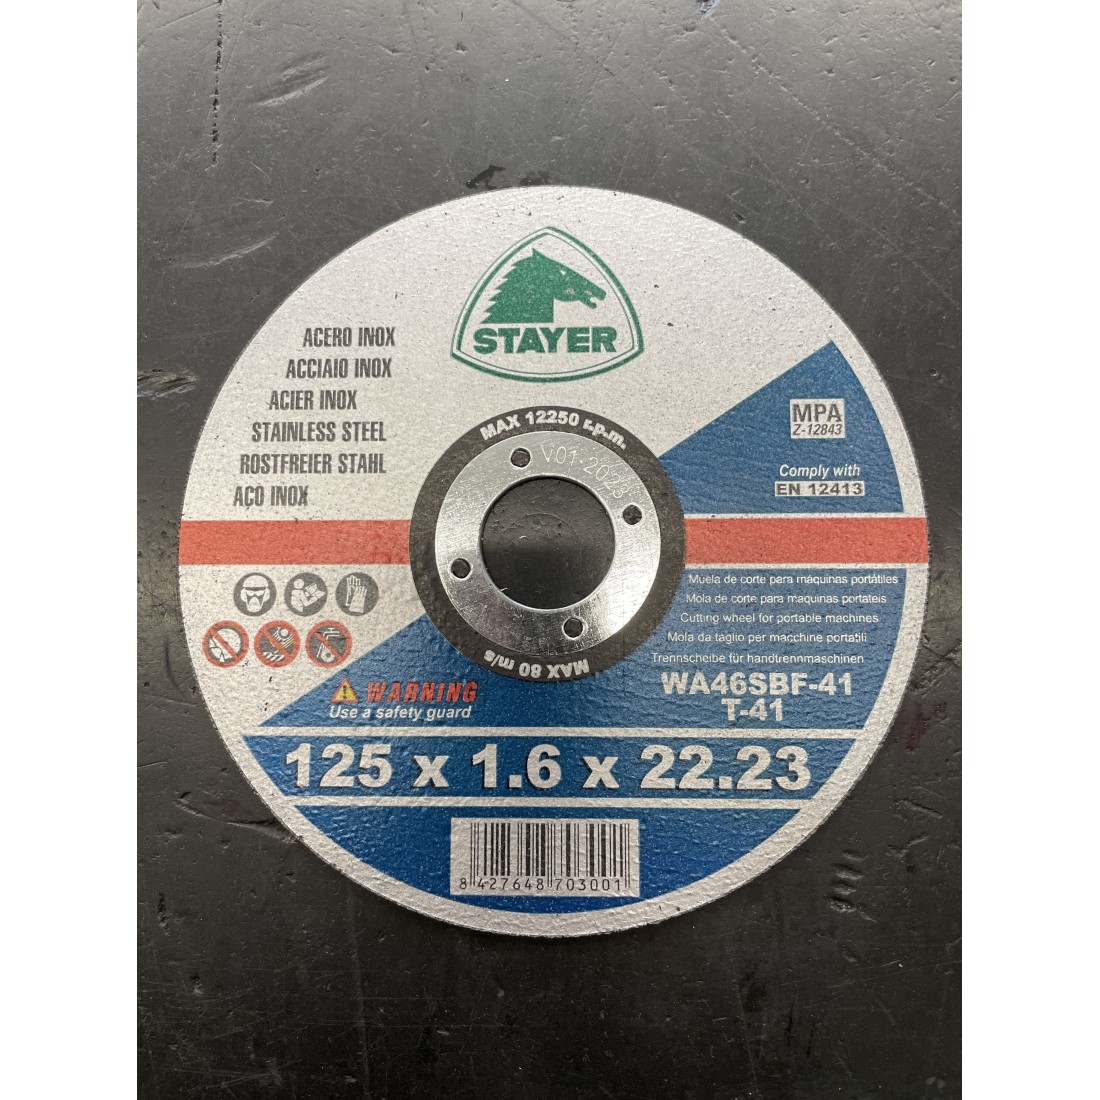 STAYER
ACERO INOX
ACCIAIO INOX
ACIER INOX
STAINLESS STEEL
ROSTFREIER STAHL
AÇO INOX
MAX 12250 r.p.m.
V01-2023
MAX 80 m/s
MPA
Z-12843
Comply with
EN 12413
Muela de corte para máquinas portátiles
Mola de corte para maquinas portateis
Cutting wheel for portable machines
Mola da taglio per macchine portatili
Trennscheibe für handtrennmaschinen
WA46SBF-41
T-41
WARNING
Use a safety guard
125 x 1.6 x 22.23
8 427648 703001